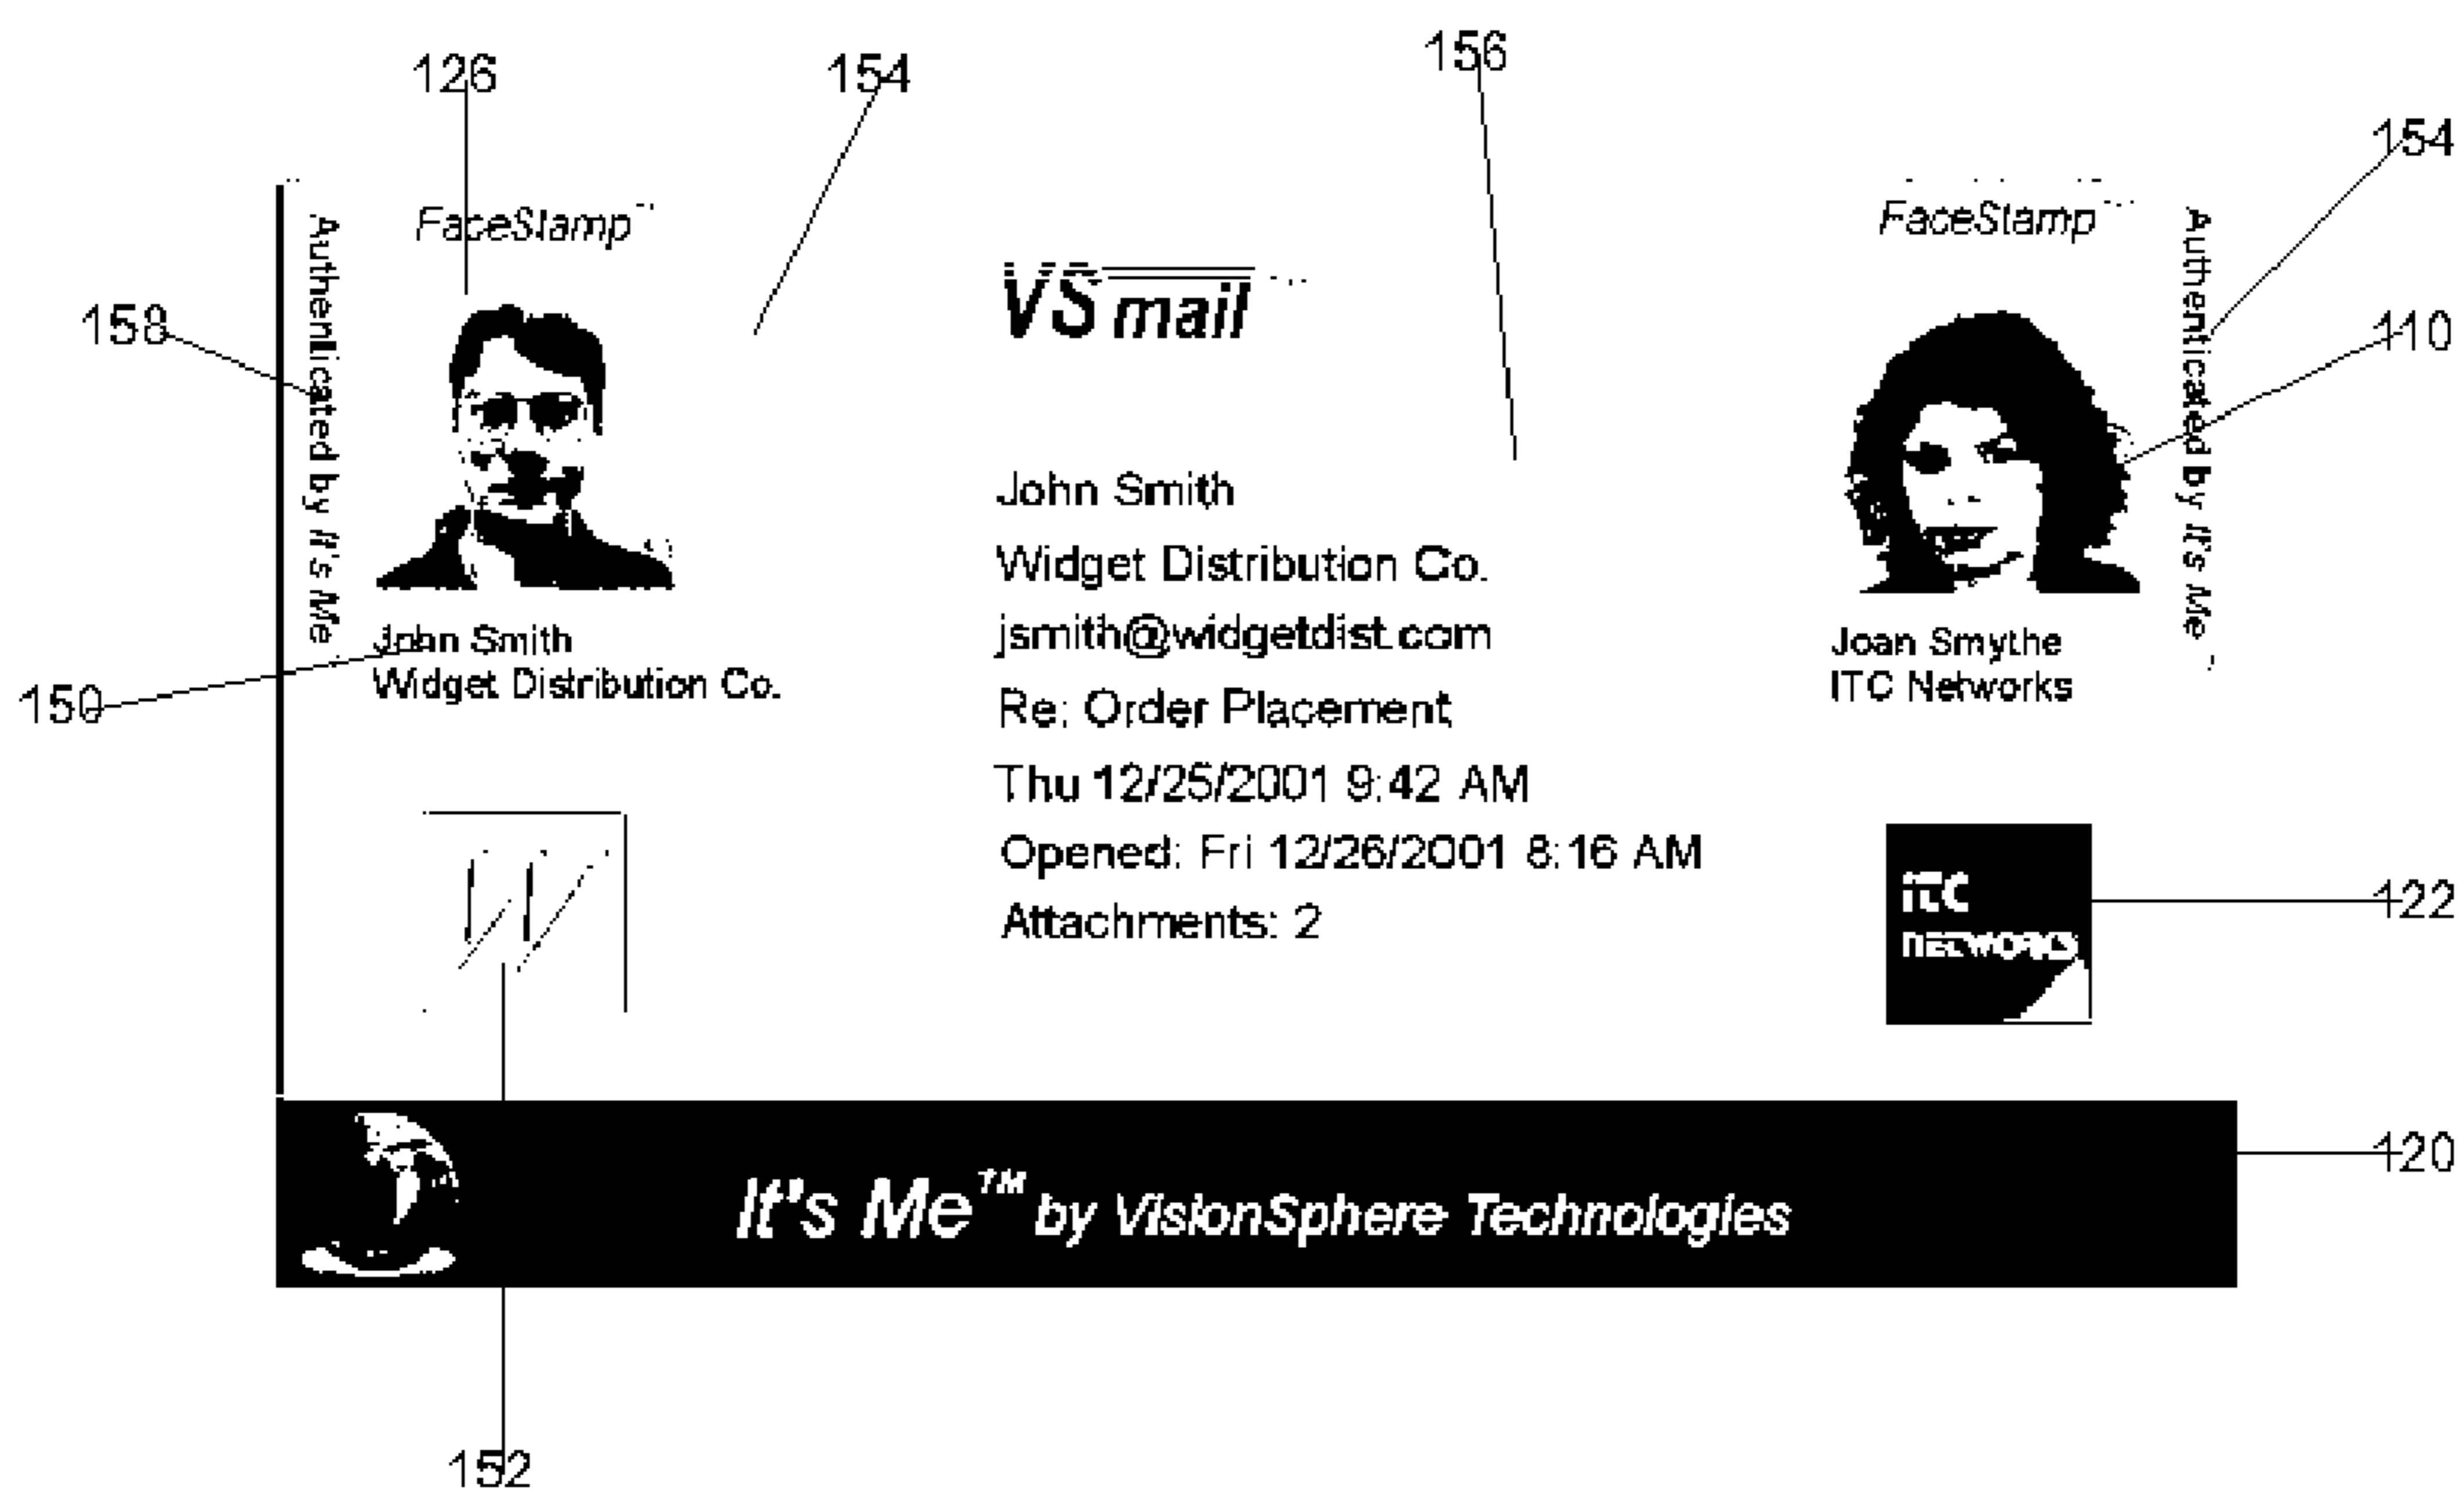 126
154
156
154
158
110
150
122
120
152
Authenticated by It's Me
FaceStamp
John Smith
Widget Distribution Co.
VS mail
John Smith
Widget Distribution Co.
jsmith@widgetdist.com
Re: Order Placement
Thu 12/25/2001 9:42 AM
Opened: Fri 12/26/2001 8:16 AM
Attachments: 2
FaceStamp
Authenticated by It's Me
Joan Smythe
ITC Networks
W
itc
networks
It's Me™ by VisionSphere Technologies